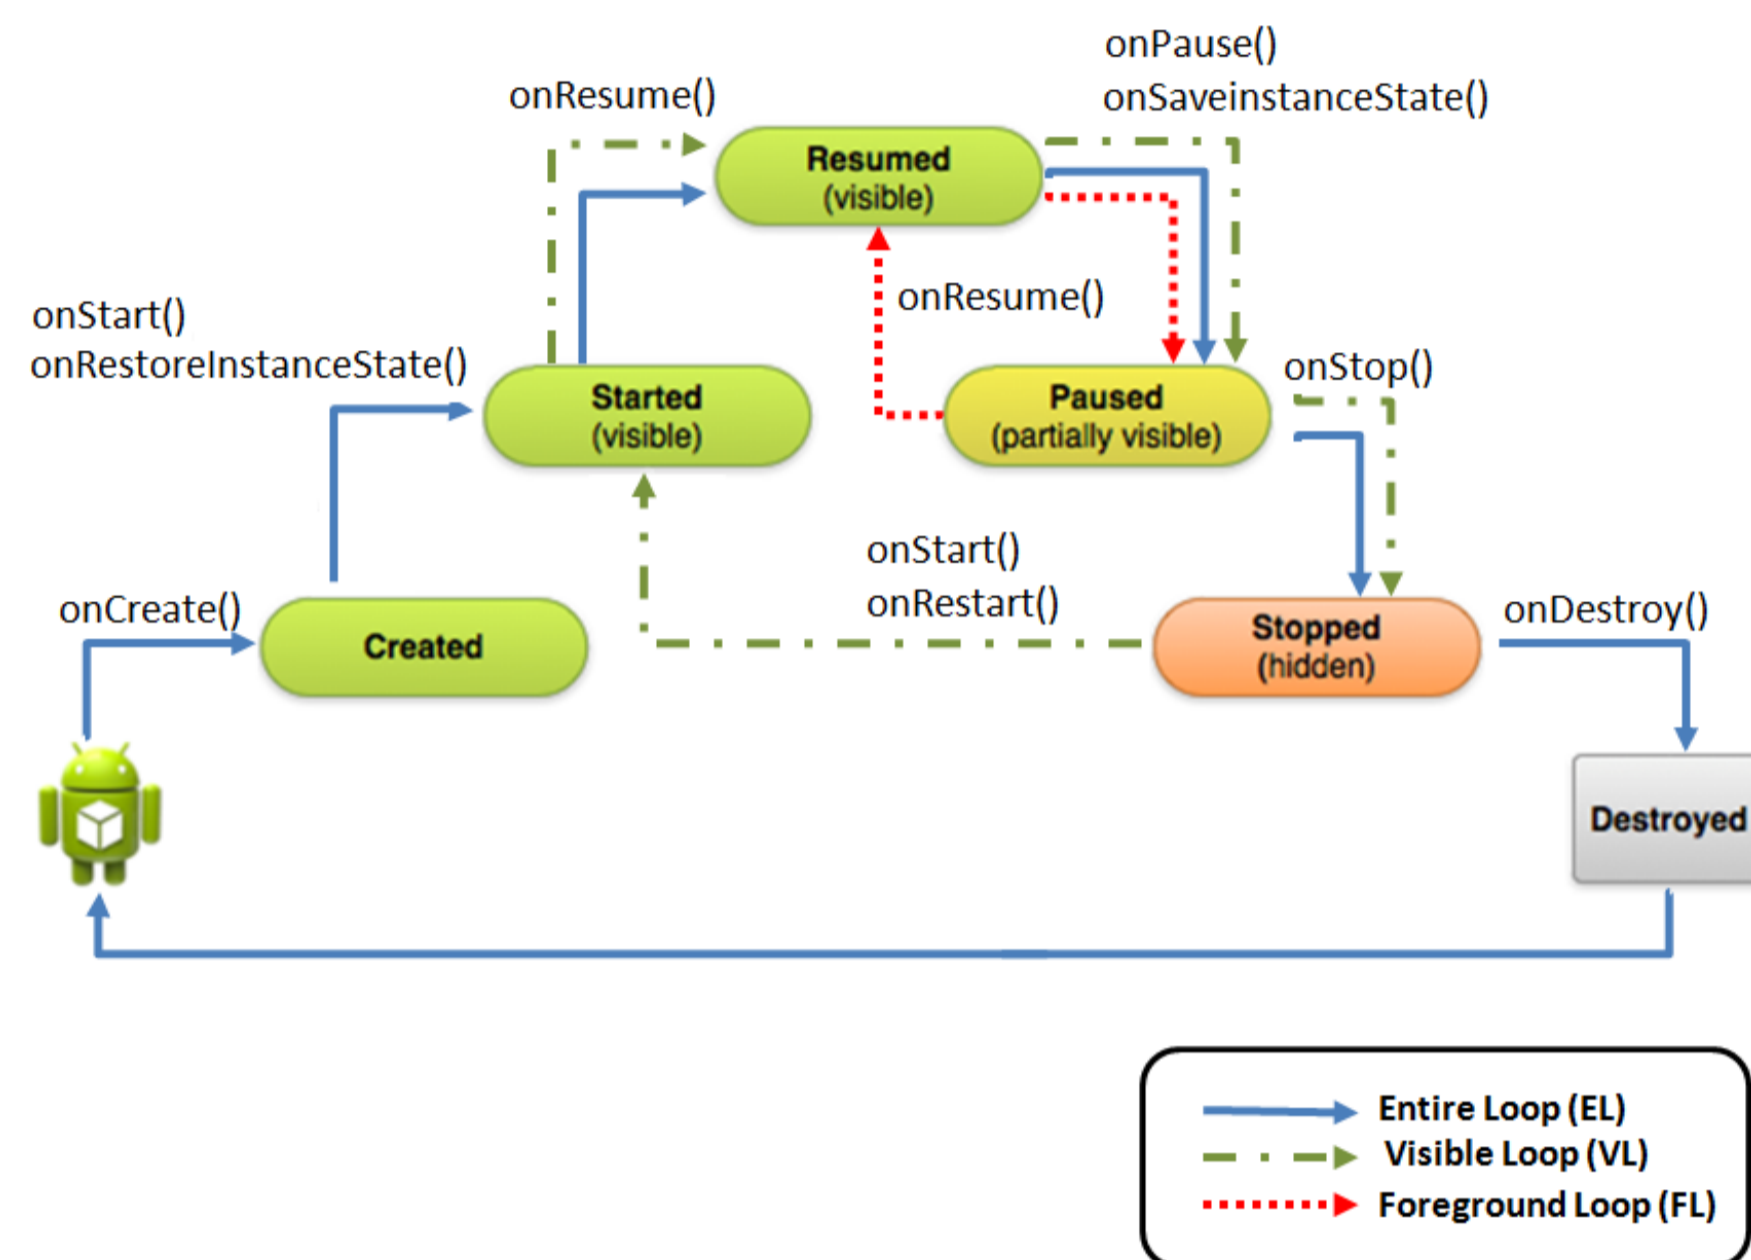 onPause()
onSaveinstanceState()
onResume()
Resumed
(visible)
onResume()
onStart()
onRestoreInstanceState()
onStop()
Started
(visible)
Paused
(partially visible)
onStart()
onRestart()
onCreate()
Created
Stopped
(hidden)
onDestroy()
Destroyed
Entire Loop (EL)
Visible Loop (VL)
Foreground Loop (FL)